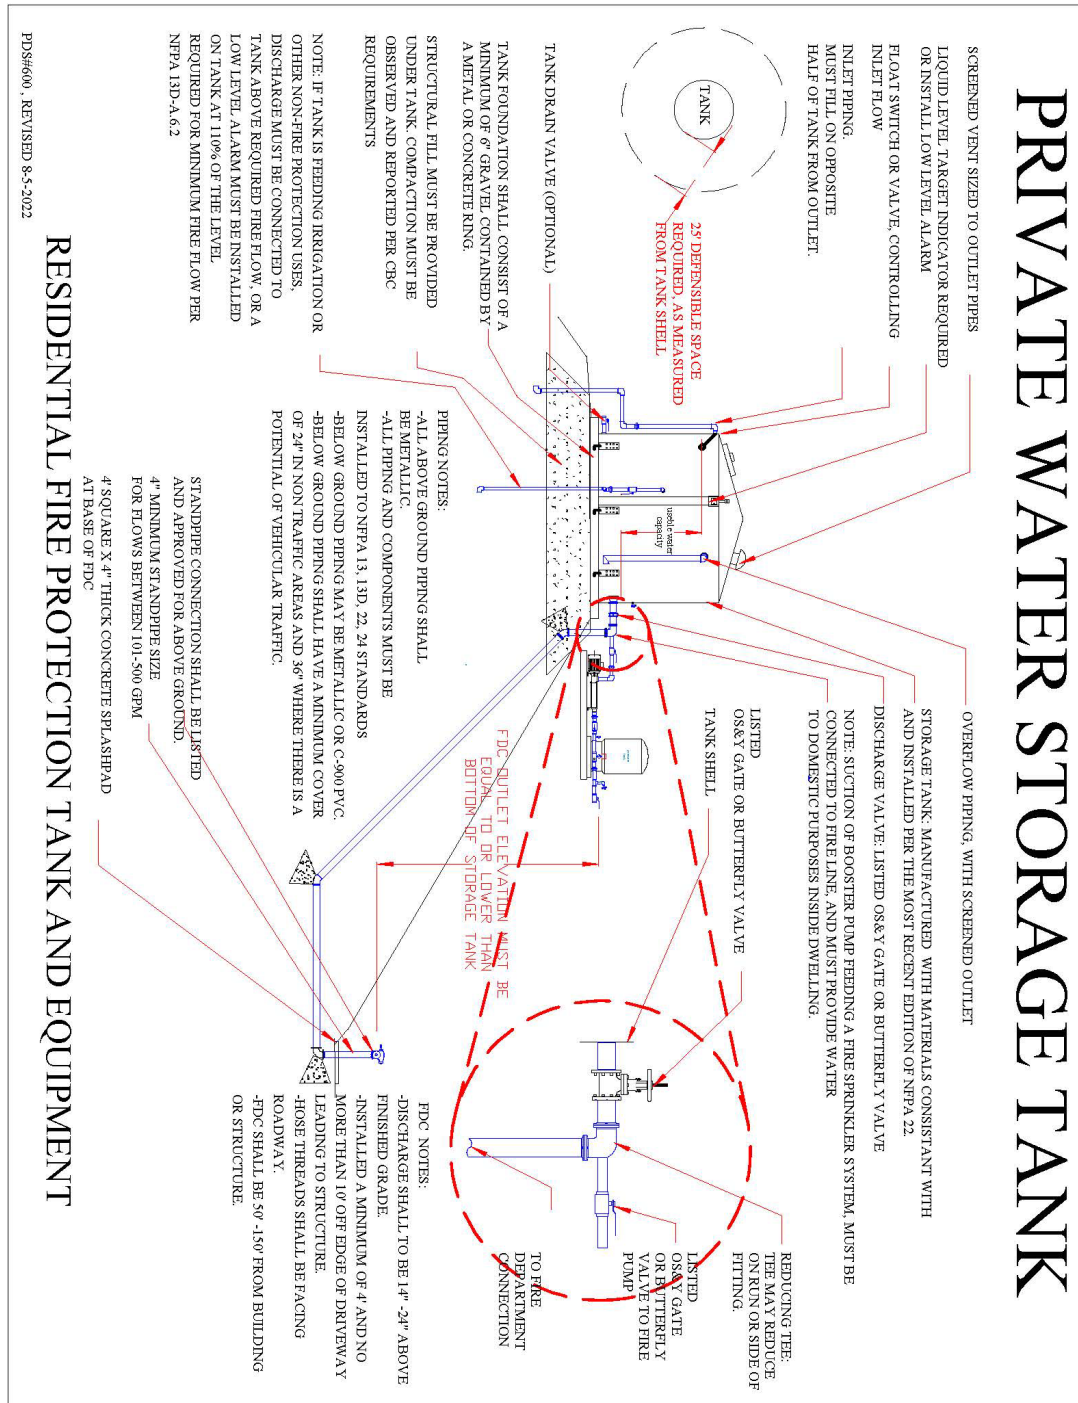 PRIVATE WATER STORAGE TANK
SCREENED VENT SIZED TO OUTLET PIPES
LIQUID LEVEL TARGET INDICATOR REQUIRED
OR INSTALL LOW LEVEL ALARM
FLOAT SWITCH OR VALVE, CONTROLLING
INLET FLOW
INLET PIPING.
MUST FILL ON OPPOSITE
HALF OF TANK FROM OUTLET.
TANK
25' DEFENSIBLE SPACE
REQUIRED, AS MEASURED
FROM TANK SHELL
TANK DRAIN VALVE (OPTIONAL)
TANK FOUNDATION SHALL CONSIST OF A
MINIMUM OF 6" GRAVEL CONTAINED BY
A METAL OR CONCRETE RING.
STRUCTURAL FILL MUST BE PROVIDED
UNDER TANK. COMPACTION MUST BE
OBSERVED AND REPORTED PER CBC
REQUIREMENTS
NOTE: IF TANK IS FEEDING IRRIGATION OR
OTHER NON-FIRE PROTECTION USES,
DISCHARGE MUST BE CONNECTED TO
TANK ABOVE REQUIRED FIRE FLOW, OR A
LOW LEVEL ALARM MUST BE INSTALLED
ON TANK AT 110% OF THE LEVEL
REQUIRED FOR MINIMUM FIRE FLOW PER
NFPA 13D-A.6.2
useble water
capacity
OVERFLOW PIPING, WITH SCREENED OUTLET
STORAGE TANK: MANUFACTURED WITH MATERIALS CONSISTANT WITH
AND INSTALLED PER THE MOST RECENT EDITION OF NFPA 22.
DISCHARGE VALVE: LISTED OS&Y GATE OR BUTTERFLY VALVE
NOTE: SUCTION OF BOOSTER PUMP FEEDING A FIRE SPRINKLER SYSTEM, MUST BE
CONNECTED TO FIRE LINE, AND MUST PROVIDE WATER
TO DOMESTIC PURPOSES INSIDE DWELLING.
LISTED
OS&Y GATE OR BUTTERFLY VALVE
TANK SHELL
REDUCING TEE:
TEE MAY REDUCE
ON RUN OR SIDE OF
FITTING.
LISTED
OS&Y GATE
OR BUTTERFLY
VALVE TO FIRE
PUMP
TO FIRE
DEPARTMENT
CONNECTION
FDC OUTLET ELEVATION MUST BE
EQUAL TO OR LOWER THAN
BOTTOM OF STORAGE TANK
PIPING NOTES:
-ALL ABOVE GROUND PIPING SHALL
BE METALLIC.
-ALL PIPING AND COMPONENTS MUST BE
INSTALLED TO NFPA 13, 13D, 22, 24 STANDARDS
-BELOW GROUND PIPING MAY BE METALLIC OR C-900 PVC.
-BELOW GROUND PIPING SHALL HAVE A MINIMUM COVER
OF 24" IN NON TRAFFIC AREAS AND 36" WHERE THERE IS A
POTENTIAL OF VEHICULAR TRAFFIC.
STANDPIPE CONNECTION SHALL BE LISTED
AND APPROVED FOR ABOVE GROUND.
4" MINIMUM STANDPIPE SIZE
FOR FLOWS BETWEEN 101-500 GPM
4' SQUARE X 4" THICK CONCRETE SPLASHPAD
AT BASE OF FDC
FDC NOTES:
-DISCHARGE SHALL TO BE 14" -24" ABOVE
FINISHED GRADE.
-INSTALLED A MINIMUM OF 4' AND NO
MORE THAN 10' OFF EDGE OF DRIVEWAY
LEADING TO STRUCTURE.
-HOSE THREADS SHALL BE FACING
ROADWAY.
-FDC SHALL BE 50' -150' FROM BUILDING
OR STRUCTURE.
RESIDENTIAL FIRE PROTECTION TANK AND EQUIPMENT
PDS#600 , REVISED 8-5-2022